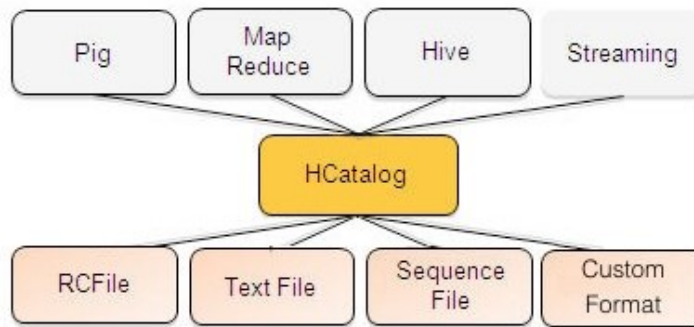 Pig
Map
Reduce
Hive
Streaming
HCatalog
RCFile
Text File
Sequence
File
Custom
Format